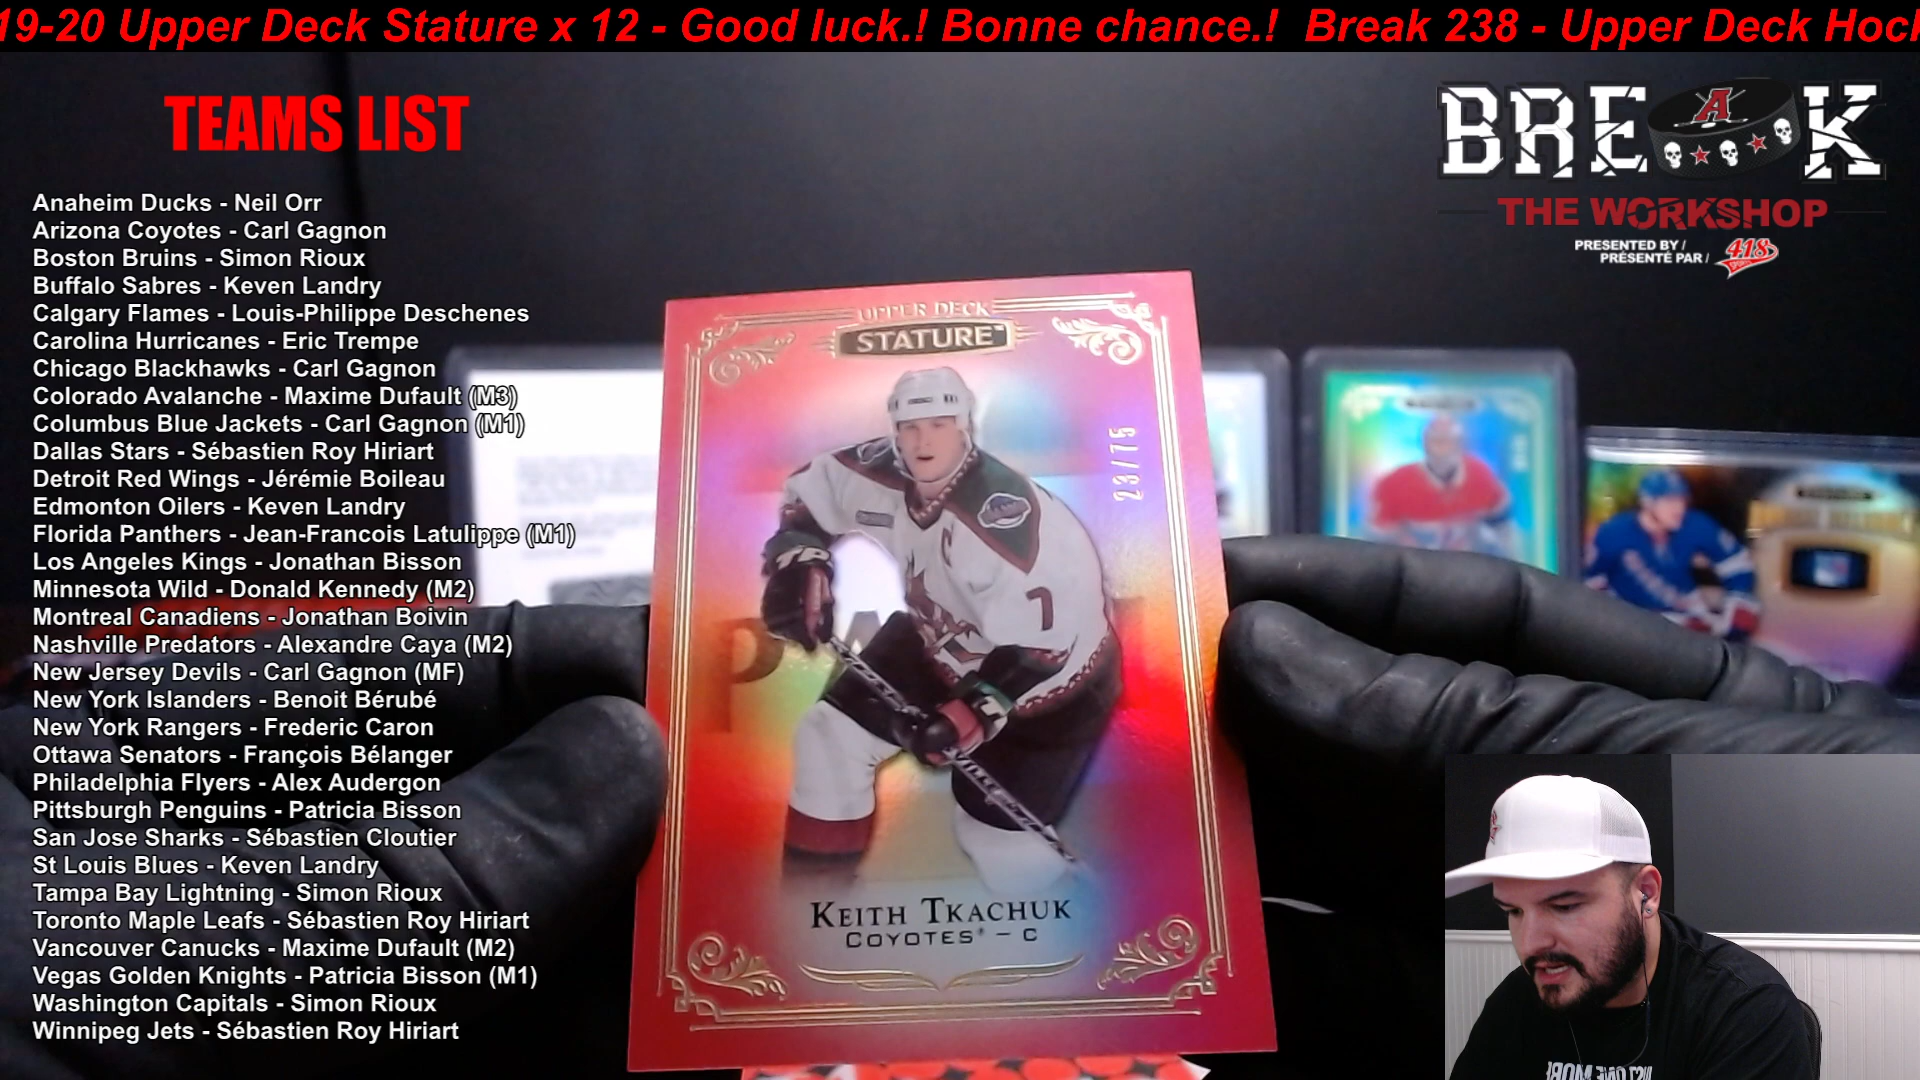 19-20 Upper Deck Stature x 12 - Good luck.! Bonne chance.! Break 238 - Upper Deck Hock
TEAMS LIST
Anaheim Ducks - Neil Orr
Arizona Coyotes - Carl Gagnon
Boston Bruins - Simon Rioux
Buffalo Sabres - Keven Landry
Calgary Flames - Louis-Philippe Deschenes
Carolina Hurricanes - Eric Trempe
Chicago Blackhawks - Carl Gagnon
Colorado Avalanche - Maxime Dufault (M3)
Columbus Blue Jackets - Carl Gagnon (M1)
Dallas Stars - Sébastien Roy Hiriart
Detroit Red Wings - Jérémie Boileau
Edmonton Oilers - Keven Landry
Florida Panthers - Jean-Francois Latulippe (M1)
Los Angeles Kings - Jonathan Bisson
Minnesota Wild - Donald Kennedy (M2)
Montreal Canadiens - Jonathan Boivin
Nashville Predators - Alexandre Caya (M2)
New Jersey Devils - Carl Gagnon (MF)
New York Islanders - Benoit Bérubé
New York Rangers - Frederic Caron
Ottawa Senators - François Bélanger
Philadelphia Flyers - Alex Audergon
Pittsburgh Penguins - Patricia Bisson
San Jose Sharks - Sébastien Cloutier
St Louis Blues - Keven Landry
Tampa Bay Lightning - Simon Rioux
Toronto Maple Leafs - Sébastien Roy Hiriart
Vancouver Canucks - Maxime Dufault (M2)
Vegas Golden Knights - Patricia Bisson (M1)
Washington Capitals - Simon Rioux
Winnipeg Jets - Sébastien Roy Hiriart
BREAK
A
THE WORKSHOP
PRESENTED BY /
PRÉSENTÉ PAR / 418
UPPER DECK
STATURE
23/75
C
7
KEITH TKACHUK
COYOTES - C